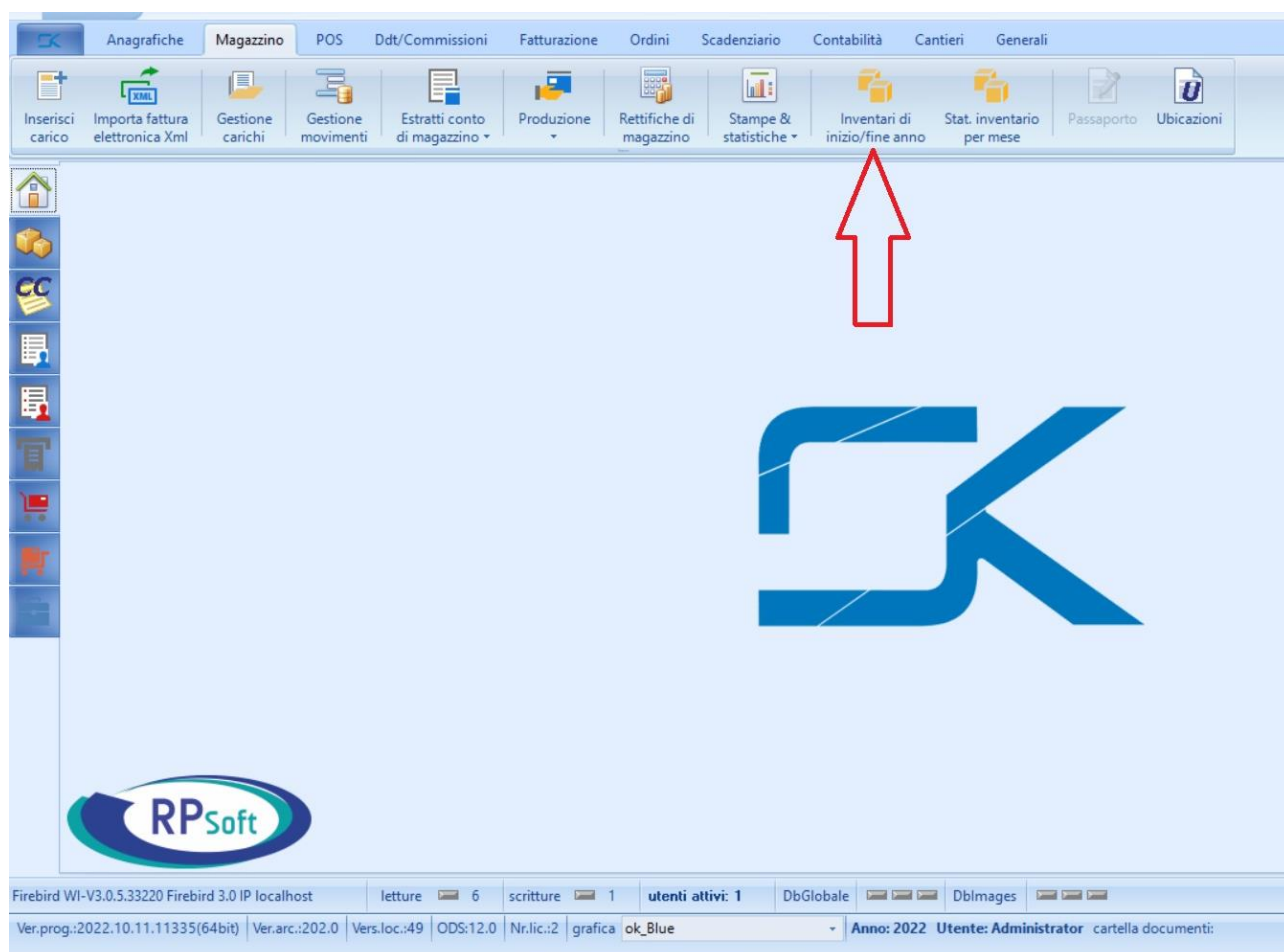 Anagrafiche Magazzino POS Ddt/Commissioni Fatturazione Ordini Scadenziario Contabilità Cantieri Generali
XML
Inserisci carico
Importa fattura elettronica Xml
Gestione carichi
Gestione movimenti
Estratti conto di magazzino
Produzione
Rettifiche di magazzino
Stampe & statistiche
Inventari di inizio/fine anno
Stat. inventario per mese
Passaporto
U
Ubicazioni
CC
RPSoft
Firebird WI-V3.0.5.33220 Firebird 3.0 IP localhost letture 6 scritture 1 utenti attivi: 1 DbGlobale DbImages
Ver.prog.:2022.10.11.11335(64bit) Ver.arc.:202.0 Vers.loc.:49 ODS:12.0 Nr.lic.:2 grafica ok_Blue Anno: 2022 Utente: Administrator cartella documenti: